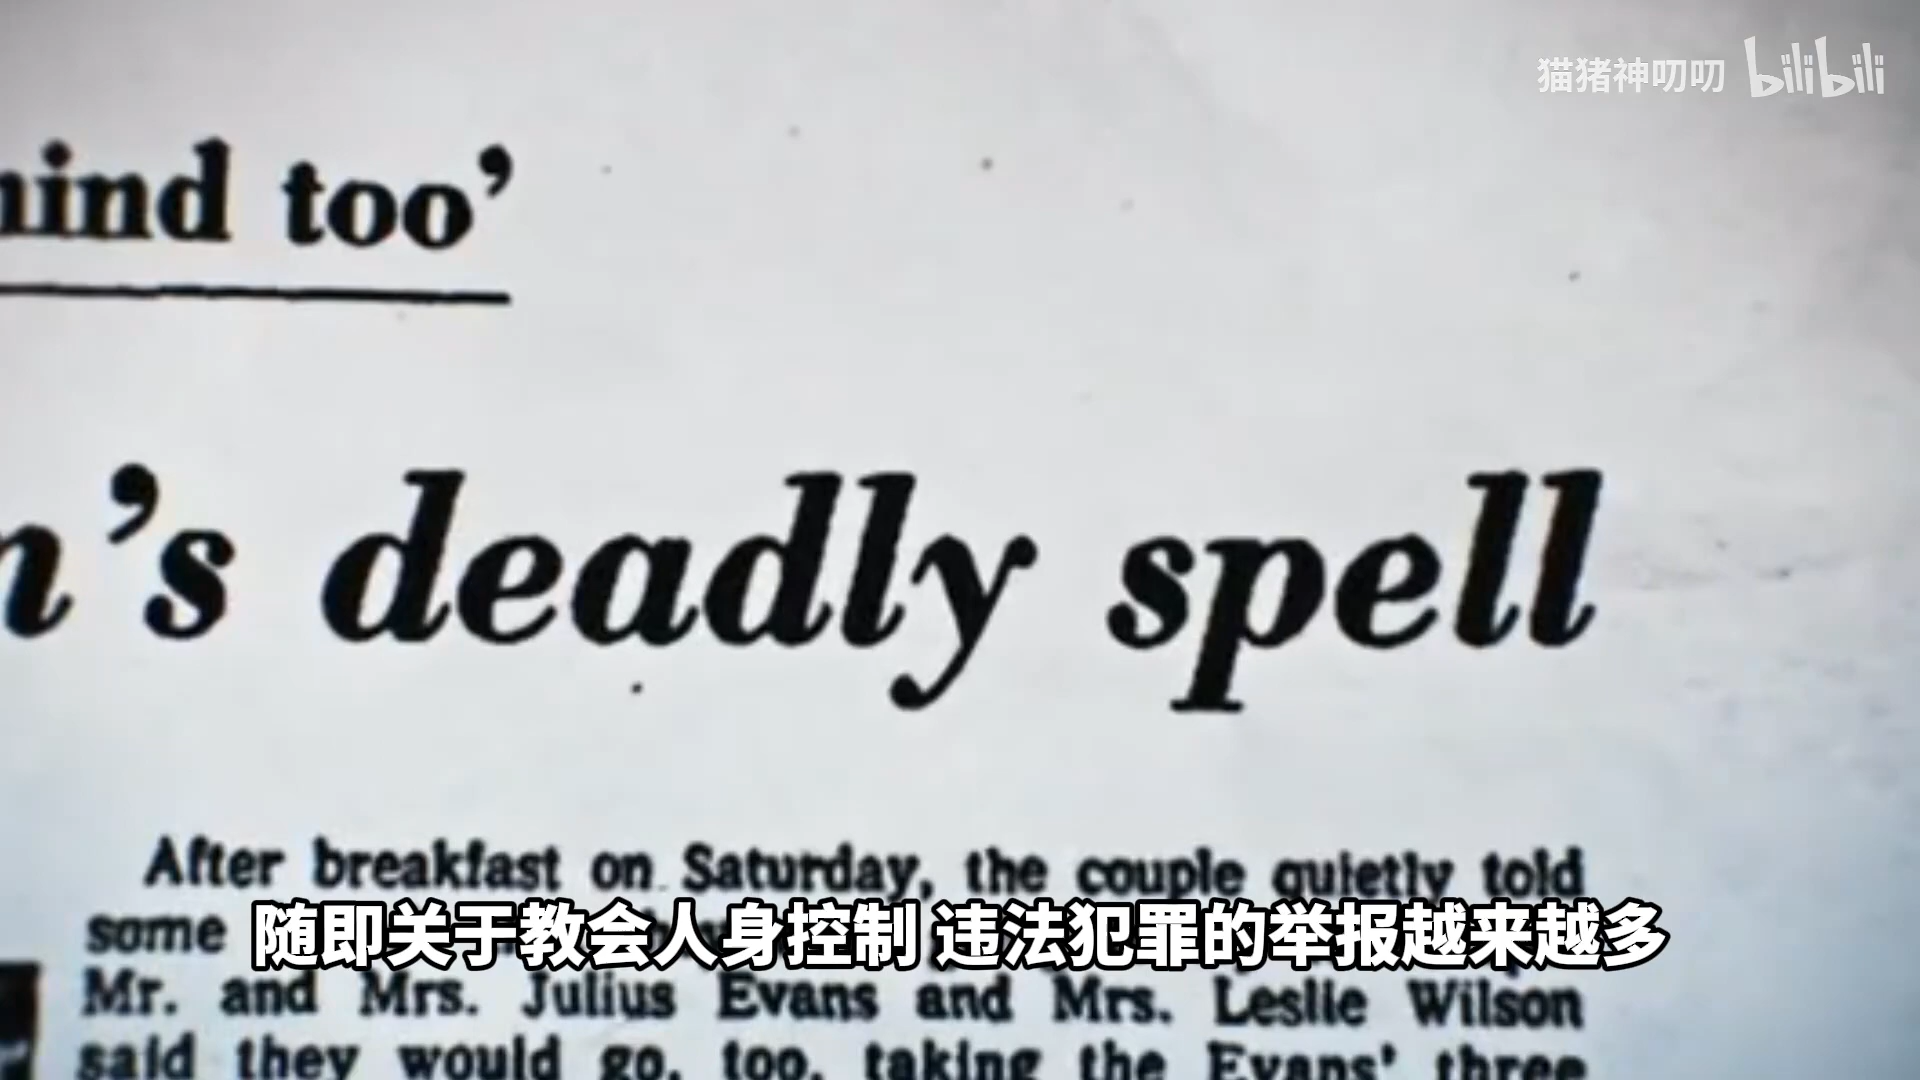 猫猪神叨叨 bilibili
too’
’s deadly spell
After breakfast on Saturday, the couple quietly told
some
随即关于教会人身控制 违法犯罪的举报越来越多
Mr. and Mrs. Julius Evans and Mrs. Leslie Wilson
said they would go, too, taking the Evans’ three